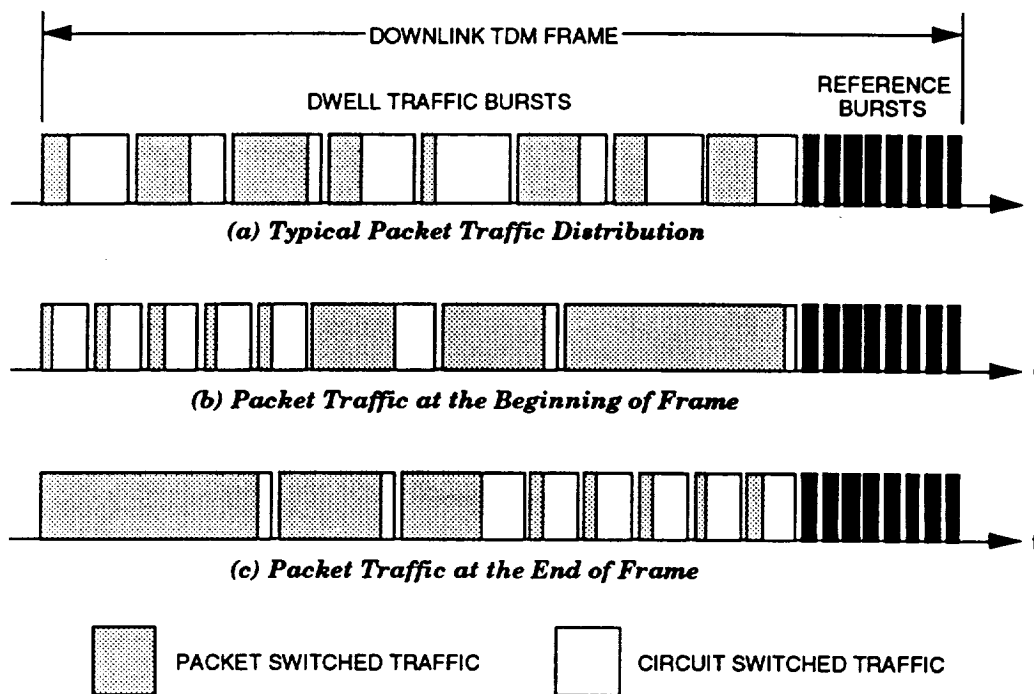 DOWNLINK TDM FRAME
DWELL TRAFFIC BURSTS
REFERENCE
BURSTS
(a) Typical Packet Traffic Distribution
(b) Packet Traffic at the Beginning of Frame
(c) Packet Traffic at the End of Frame
PACKET SWITCHED TRAFFIC
CIRCUIT SWITCHED TRAFFIC